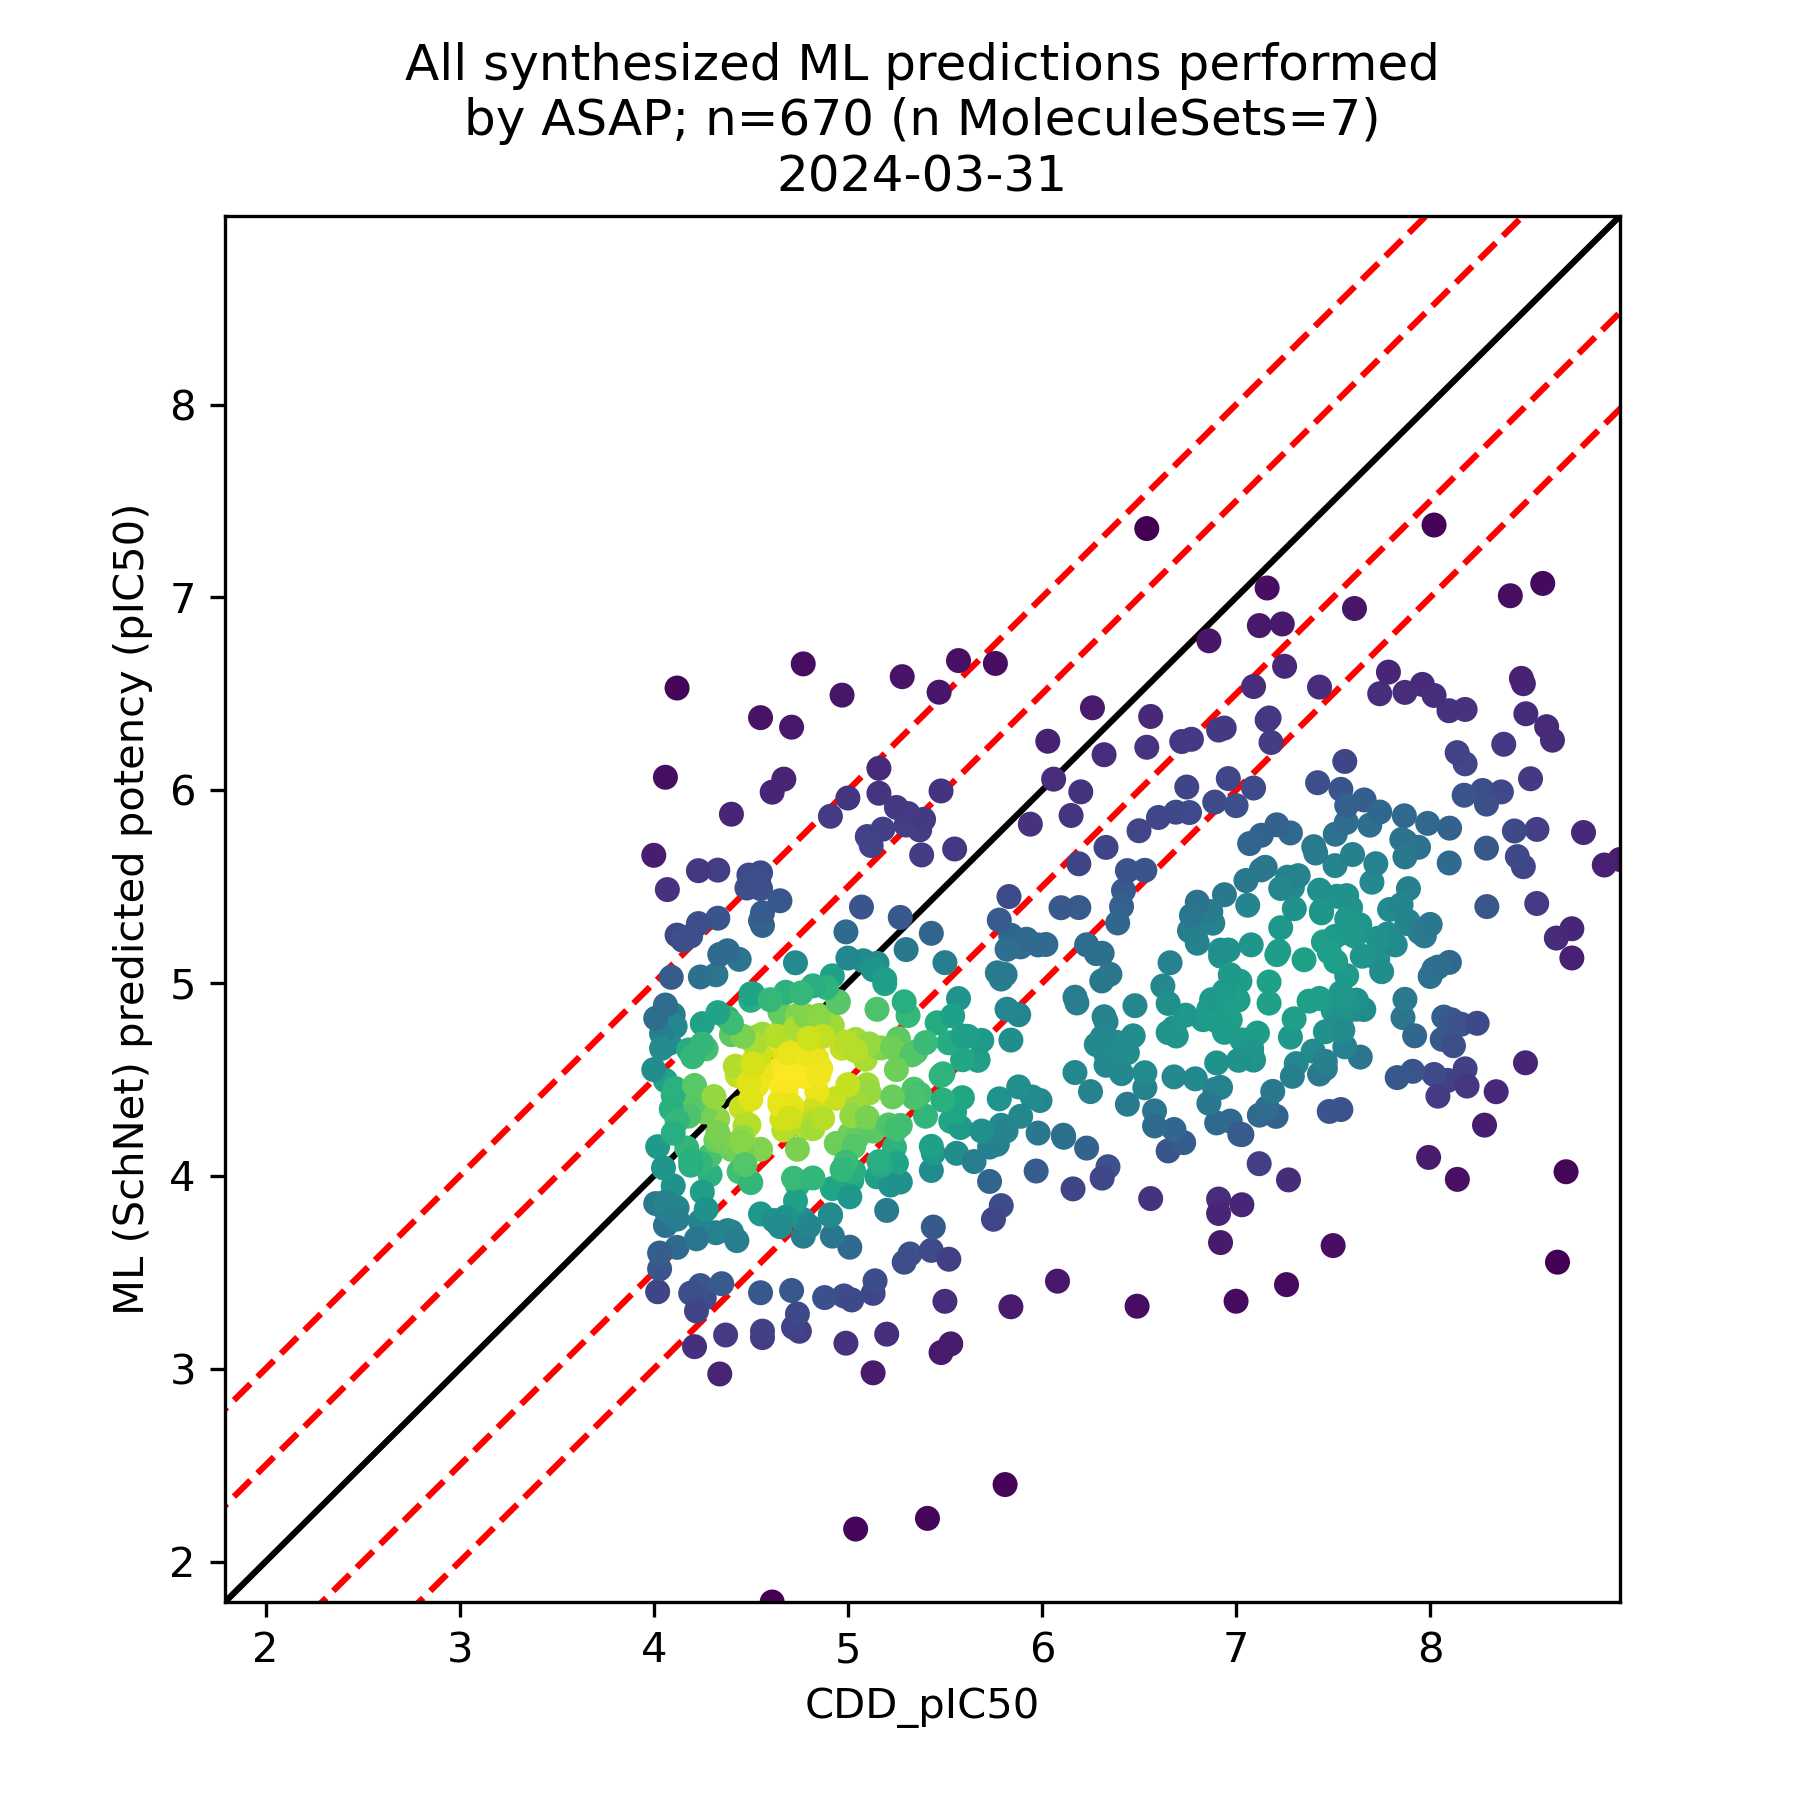 All synthesized ML predictions performed
by ASAP; n=670 (n MoleculeSets=7)
2024-03-31
ML (SchNet) predicted potency (pIC50)
8
7
6
5
4
3
2
2 3 4 5 6 7 8
CDD_pIC50